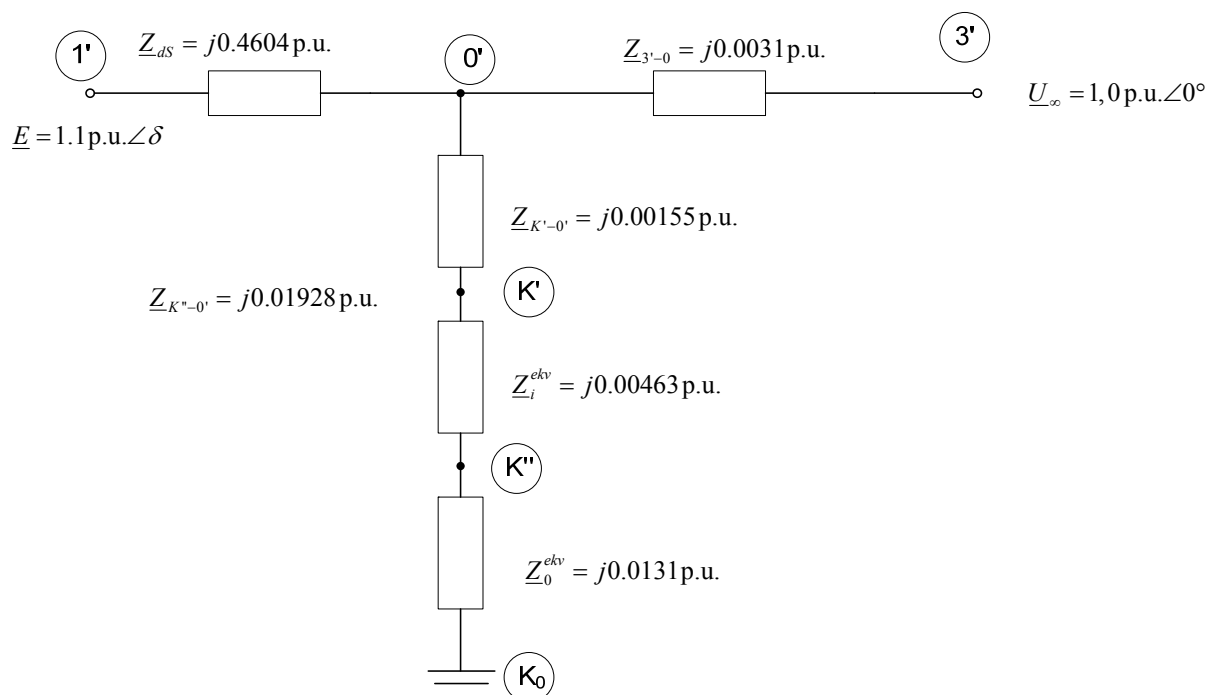 1'
Z_dS = j0.4604 p.u.
0'
Z_3'-0 = j0.0031 p.u.
3'
E = 1.1 p.u.∠δ
U_∞ = 1,0 p.u.∠0°
Z_K'-0' = j0.00155 p.u.
Z_K"-0' = j0.01928 p.u.
K'
Z_i^ekv = j0.00463 p.u.
K"
Z_0^ekv = j0.0131 p.u.
K_0